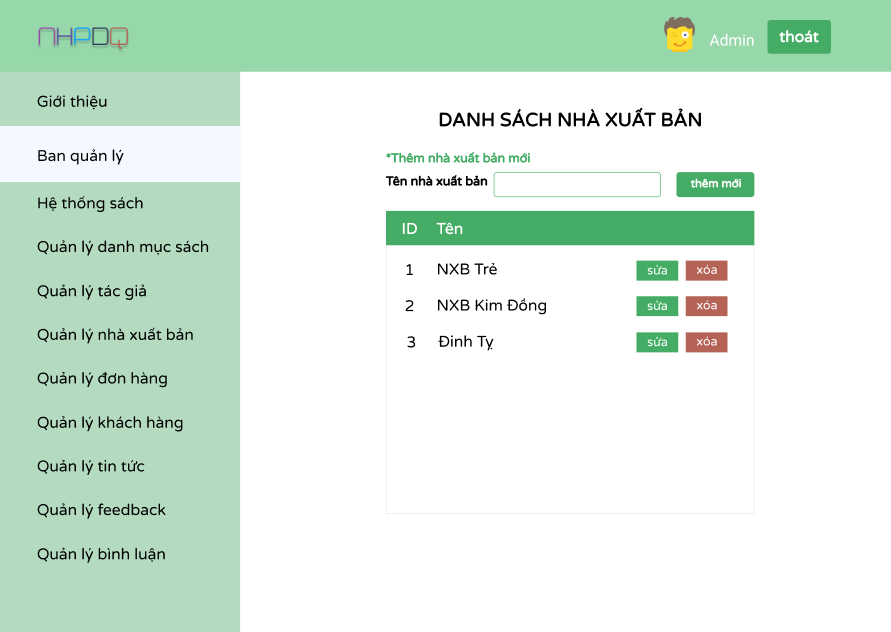 NHPDQ
Admin
thoát
Giới thiệu
Ban quản lý
Hệ thống sách
Quản lý danh mục sách
Quản lý tác giả
Quản lý nhà xuất bản
Quản lý đơn hàng
Quản lý khách hàng
Quản lý tin tức
Quản lý feedback
Quản lý bình luận
DANH SÁCH NHÀ XUẤT BẢN
*Thêm nhà xuất bản mới
Tên nhà xuất bản thêm mới
ID Tên
1 NXB Trẻ sửa xóa
2 NXB Kim Đồng sửa xóa
3 Đinh Tỵ sửa xóa